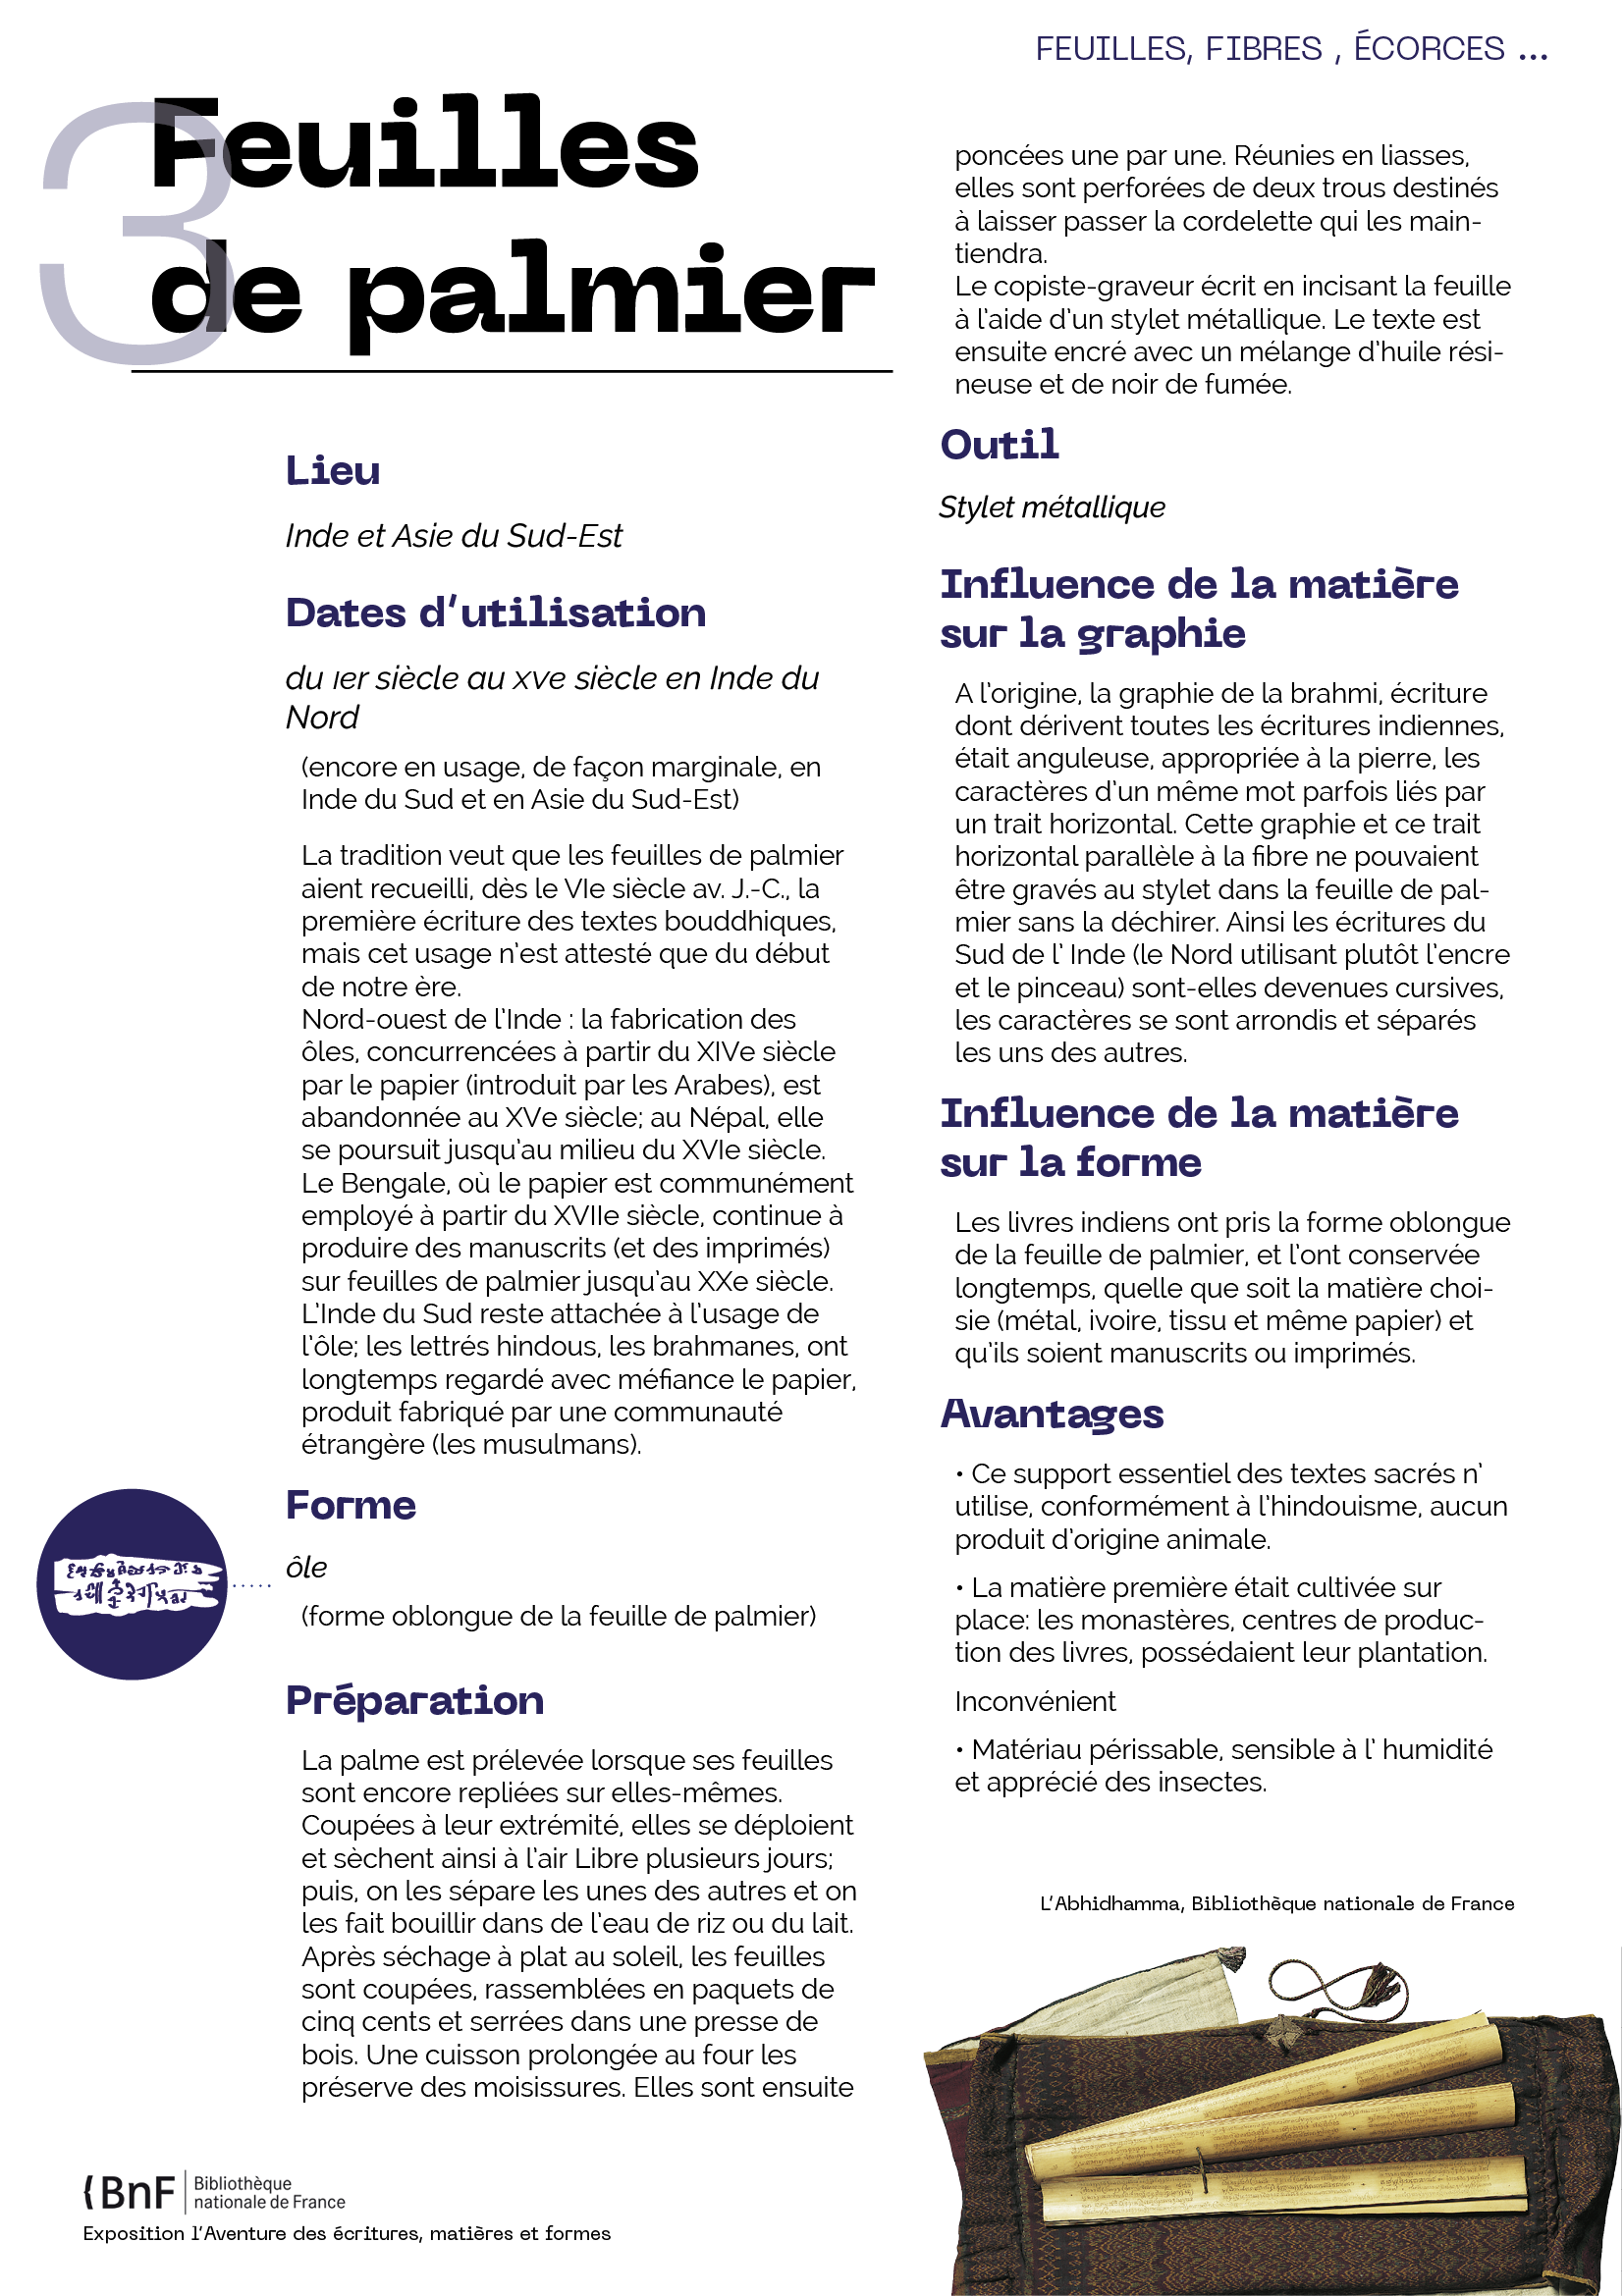 FEUILLES, FIBRES , ÉCORCES ...
3
Feuilles
de palmier
Lieu
Inde et Asie du Sud-Est
Dates d’utilisation
du Ier siècle au XVe siècle en Inde du
Nord
(encore en usage, de façon marginale, en
Inde du Sud et en Asie du Sud-Est)
La tradition veut que les feuilles de palmier
aient recueilli, dès le VIe siècle av. J.-C., la
première écriture des textes bouddhiques,
mais cet usage n’est attesté que du début
de notre ère.
Nord-ouest de l’Inde : la fabrication des
ôles, concurrencées à partir du XIVe siècle
par le papier (introduit par les Arabes), est
abandonnée au XVe siècle; au Népal, elle
se poursuit jusqu’au milieu du XVIe siècle.
Le Bengale, où le papier est communément
employé à partir du XVIIe siècle, continue à
produire des manuscrits (et des imprimés)
sur feuilles de palmier jusqu’au XXe siècle.
L’Inde du Sud reste attachée à l’usage de
l’ôle; les lettrés hindous, les brahmanes, ont
longtemps regardé avec méfiance le papier,
produit fabriqué par une communauté
étrangère (les musulmans).
Forme
ôle
(forme oblongue de la feuille de palmier)
Préparation
La palme est prélevée lorsque ses feuilles
sont encore repliées sur elles-mêmes.
Coupées à leur extrémité, elles se déploient
et sèchent ainsi à l’air Libre plusieurs jours;
puis, on les sépare les unes des autres et on
les fait bouillir dans de l’eau de riz ou du lait.
Après séchage à plat au soleil, les feuilles
sont coupées, rassemblées en paquets de
cinq cents et serrées dans une presse de
bois. Une cuisson prolongée au four les
préserve des moisissures. Elles sont ensuite
poncées une par une. Réunies en liasses,
elles sont perforées de deux trous destinés
à laisser passer la cordelette qui les main-
tiendra.
Le copiste-graveur écrit en incisant la feuille
à l’aide d’un stylet métallique. Le texte est
ensuite encré avec un mélange d’huile rési-
neuse et de noir de fumée.
Outil
Stylet métallique
Influence de la matière
sur la graphie
A l’origine, la graphie de la brahmi, écriture
dont dérivent toutes les écritures indiennes,
était anguleuse, appropriée à la pierre, les
caractères d’un même mot parfois liés par
un trait horizontal. Cette graphie et ce trait
horizontal parallèle à la fibre ne pouvaient
être gravés au stylet dans la feuille de pal-
mier sans la déchirer. Ainsi les écritures du
Sud de l’ Inde (le Nord utilisant plutôt l’encre
et le pinceau) sont-elles devenues cursives,
les caractères se sont arrondis et séparés
les uns des autres.
Influence de la matière
sur la forme
Les livres indiens ont pris la forme oblongue
de la feuille de palmier, et l’ont conservée
longtemps, quelle que soit la matière choi-
sie (métal, ivoire, tissu et même papier) et
qu’ils soient manuscrits ou imprimés.
Avantages
• Ce support essentiel des textes sacrés n’
utilise, conformément à l’hindouisme, aucun
produit d’origine animale.
• La matière première était cultivée sur
place: les monastères, centres de produc-
tion des livres, possédaient leur plantation.
Inconvénient
• Matériau périssable, sensible à l’ humidité
et apprécié des insectes.
L’Abhidhamma, Bibliothèque nationale de France
BnF
Bibliothèque
nationale de France
Exposition l’Aventure des écritures, matières et formes